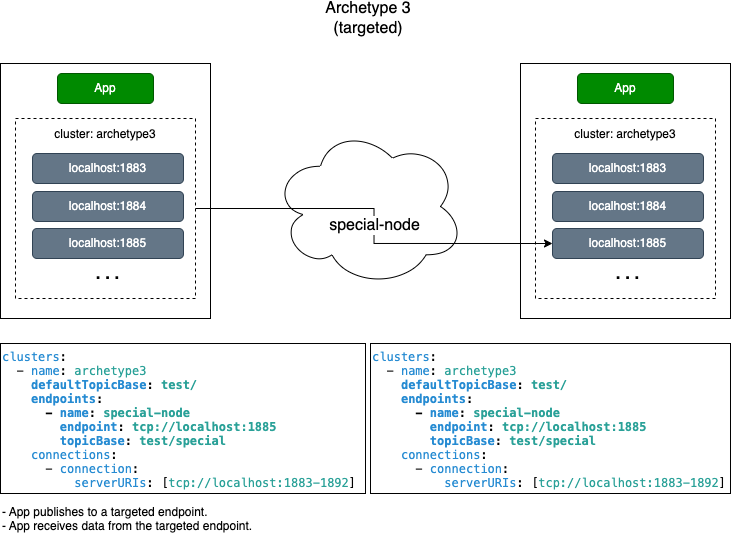 Archetype 3
(targeted)
App
cluster: archetype3
localhost:1883
localhost:1884
localhost:1885
...
special-node
App
cluster: archetype3
localhost:1883
localhost:1884
localhost:1885
...
clusters:
  - name: archetype3
    defaultTopicBase: test/
    endpoints:
      - name: special-node
        endpoint: tcp://localhost:1885
        topicBase: test/special
    connections:
      - connection:
          serverURIs: [tcp://localhost:1883-1892]
clusters:
  - name: archetype3
    defaultTopicBase: test/
    endpoints:
      - name: special-node
        endpoint: tcp://localhost:1885
        topicBase: test/special
    connections:
      - connection:
          serverURIs: [tcp://localhost:1883-1892]
- App publishes to a targeted endpoint.
- App receives data from the targeted endpoint.